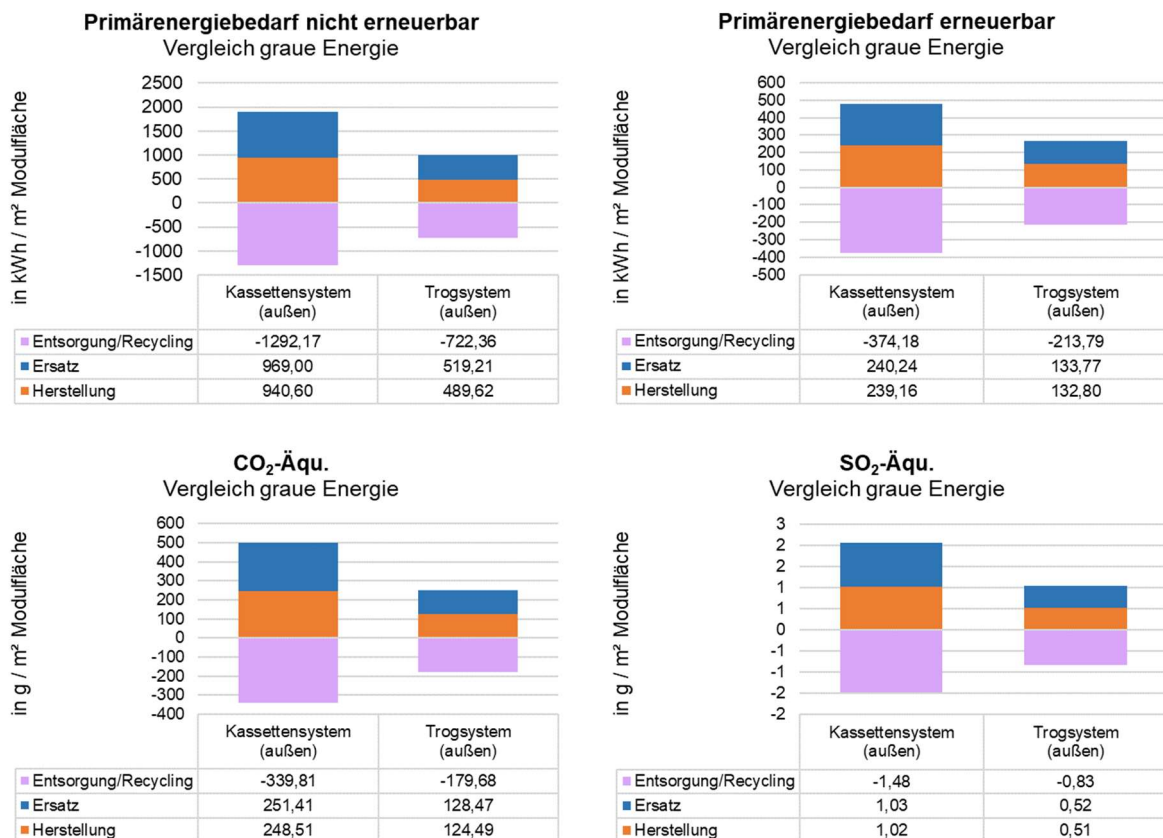 Primärenergiebedarf nicht erneuerbar
Vergleich graue Energie
in kWh / m² Modulfläche
2500
2000
1500
1000
500
0
-500
-1000
-1500
Kassettensystem (außen) Trogsystem (außen)
Entsorgung/Recycling -1292,17 -722,36
Ersatz 969,00 519,21
Herstellung 940,60 489,62
Primärenergiebedarf erneuerbar
Vergleich graue Energie
in kWh / m² Modulfläche
600
500
400
300
200
100
0
-100
-200
-300
-400
-500
Kassettensystem (außen) Trogsystem (außen)
Entsorgung/Recycling -374,18 -213,79
Ersatz 240,24 133,77
Herstellung 239,16 132,80
CO₂-Äqu.
Vergleich graue Energie
in g / m² Modulfläche
600
500
400
300
200
100
0
-100
-200
-300
-400
Kassettensystem (außen) Trogsystem (außen)
Entsorgung/Recycling -339,81 -179,68
Ersatz 251,41 128,47
Herstellung 248,51 124,49
SO₂-Äqu.
Vergleich graue Energie
in g / m² Modulfläche
3
2
2
1
1
0
-1
-1
-2
-2
Kassettensystem (außen) Trogsystem (außen)
Entsorgung/Recycling -1,48 -0,83
Ersatz 1,03 0,52
Herstellung 1,02 0,51